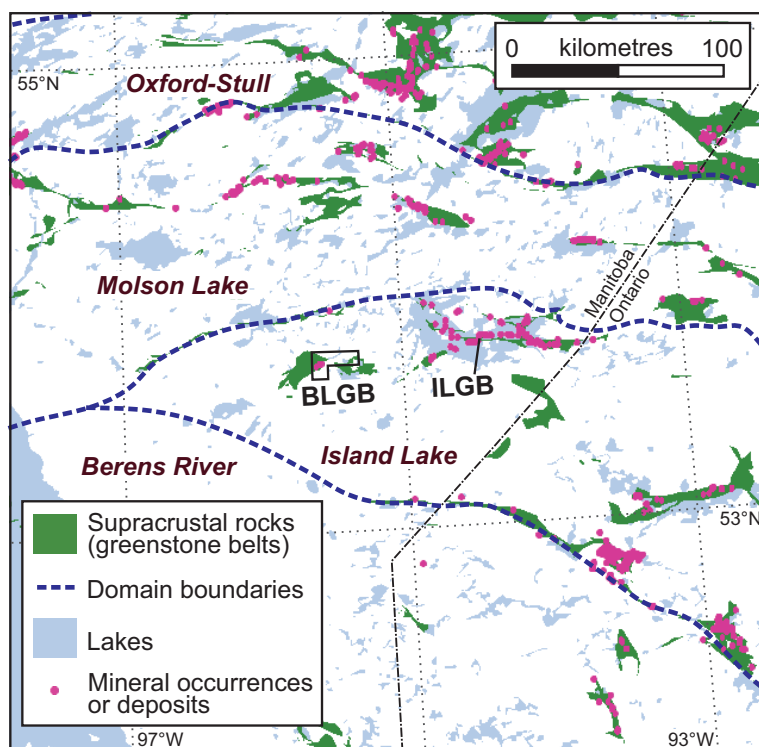 0 kilometres 100
55°N
Oxford-Stull
Molson Lake
Manitoba
Ontario
BLGB
ILGB
Berens River
Island Lake
53°N
Supracrustal rocks
(greenstone belts)
Domain boundaries
Lakes
Mineral occurrences
or deposits
97°W
93°W